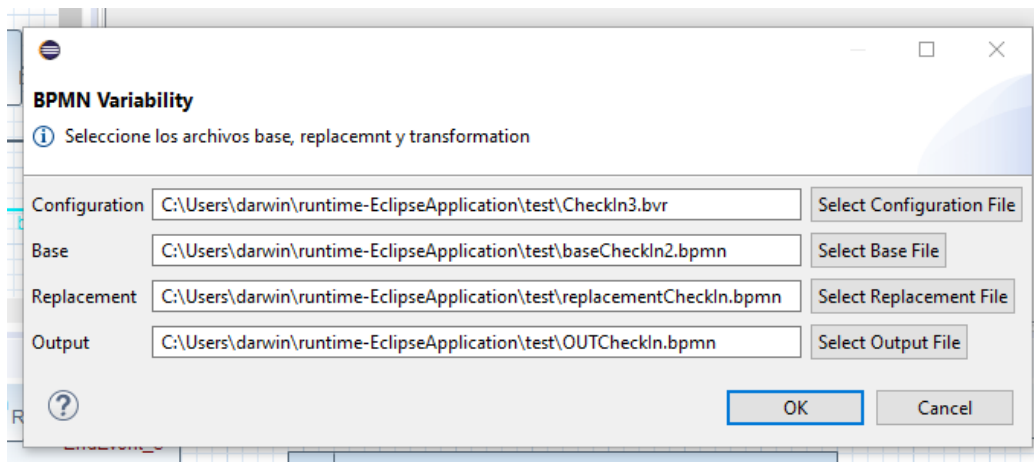 BPMN Variability
Seleccione los archivos base, replacemnt y transformation
Configuration C:\Users\darwin\runtime-EclipseApplication\test\CheckIn3.bvr Select Configuration File
Base C:\Users\darwin\runtime-EclipseApplication\test\baseCheckIn2.bpmn Select Base File
Replacement C:\Users\darwin\runtime-EclipseApplication\test\replacementCheckIn.bpmn Select Replacement File
Output C:\Users\darwin\runtime-EclipseApplication\test\OUTCheckIn.bpmn Select Output File
OK Cancel